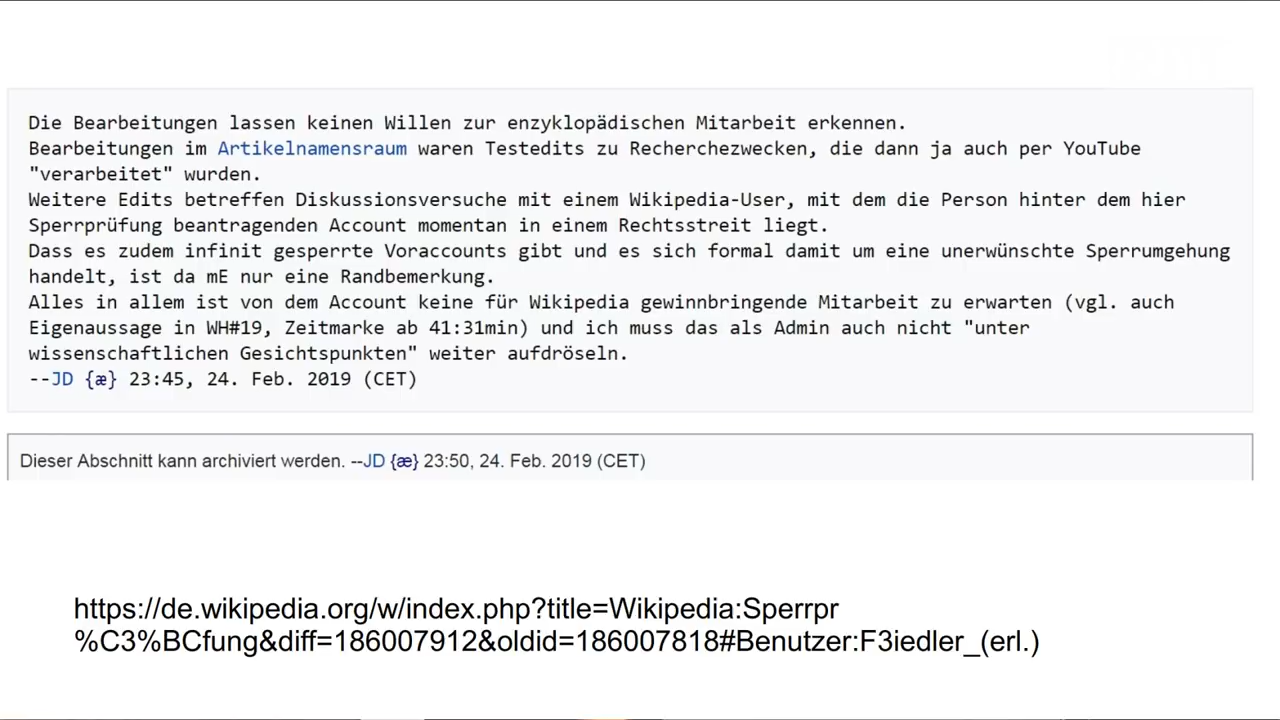 Die Bearbeitungen lassen keinen Willen zur enzyklopädischen Mitarbeit erkennen.
Bearbeitungen im Artikelnamensraum waren Testedits zu Recherchezwecken, die dann ja auch per YouTube
"verarbeitet" wurden.
Weitere Edits betreffen Diskussionsversuche mit einem Wikipedia-User, mit dem die Person hinter dem hier
Sperrprüfung beantragenden Account momentan in einem Rechtsstreit liegt.
Dass es zudem infinit gesperrte Voraccounts gibt und es sich formal damit um eine unerwünschte Sperrumgehung
handelt, ist da mE nur eine Randbemerkung.
Alles in allem ist von dem Account keine für Wikipedia gewinnbringende Mitarbeit zu erwarten (vgl. auch
Eigenaussage in WH#19, Zeitmarke ab 41:31min) und ich muss das als Admin auch nicht "unter
wissenschaftlichen Gesichtspunkten" weiter aufdröseln.
--JD {æ} 23:45, 24. Feb. 2019 (CET)
Dieser Abschnitt kann archiviert werden. --JD {æ} 23:50, 24. Feb. 2019 (CET)
https://de.wikipedia.org/w/index.php?title=Wikipedia:Sperrpr
%C3%BCfung&diff=186007912&oldid=186007818#Benutzer:F3iedler_(erl.)